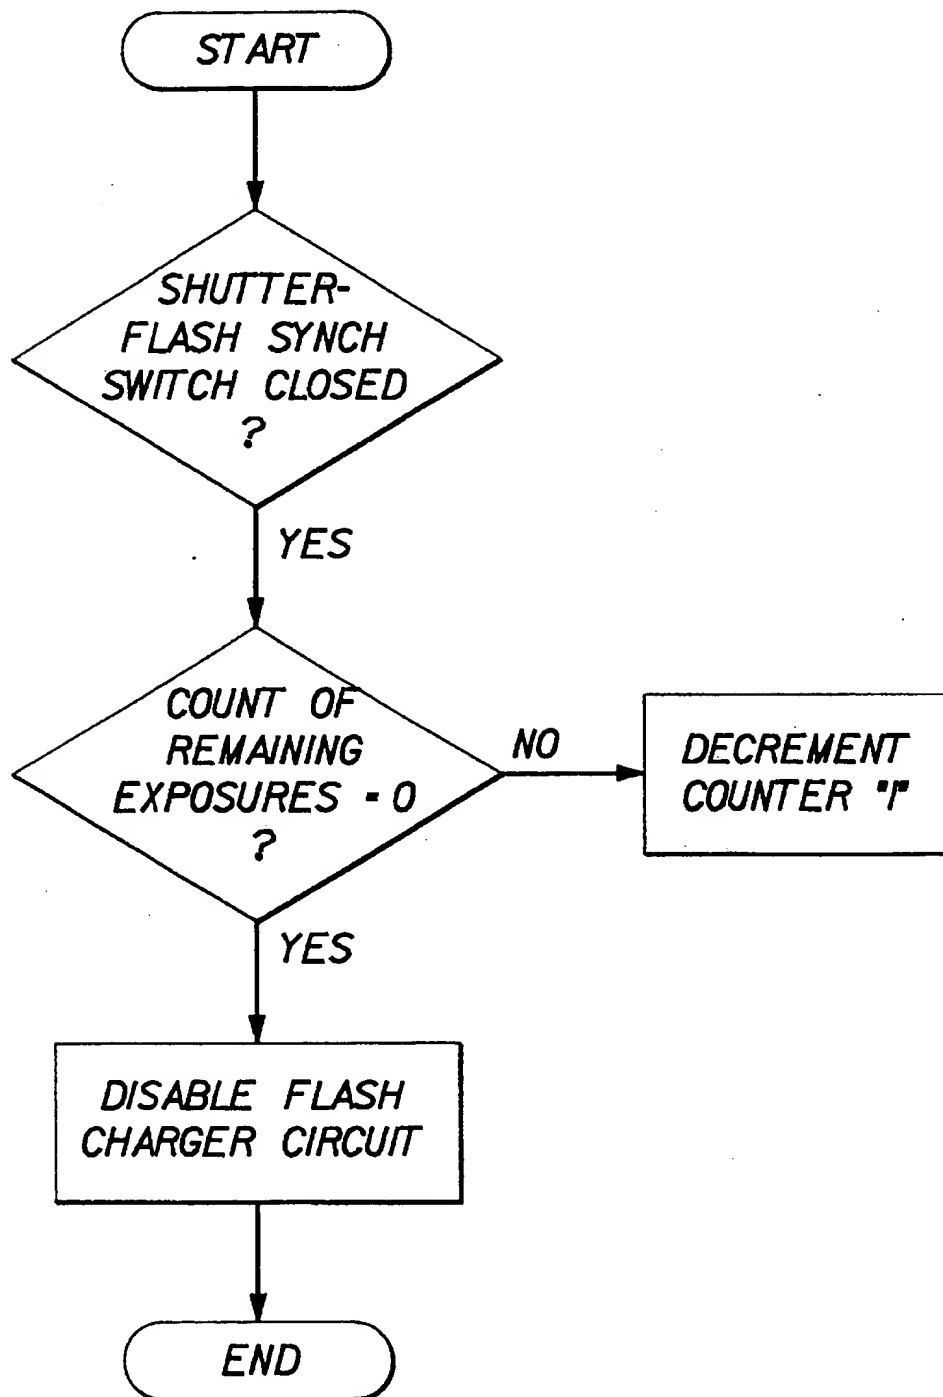 START
SHUTTER-
FLASH SYNCH
SWITCH CLOSED
?
YES
COUNT OF
REMAINING
EXPOSURES = 0
?
NO
DECREMENT
COUNTER "1"
YES
DISABLE FLASH
CHARGER CIRCUIT
END